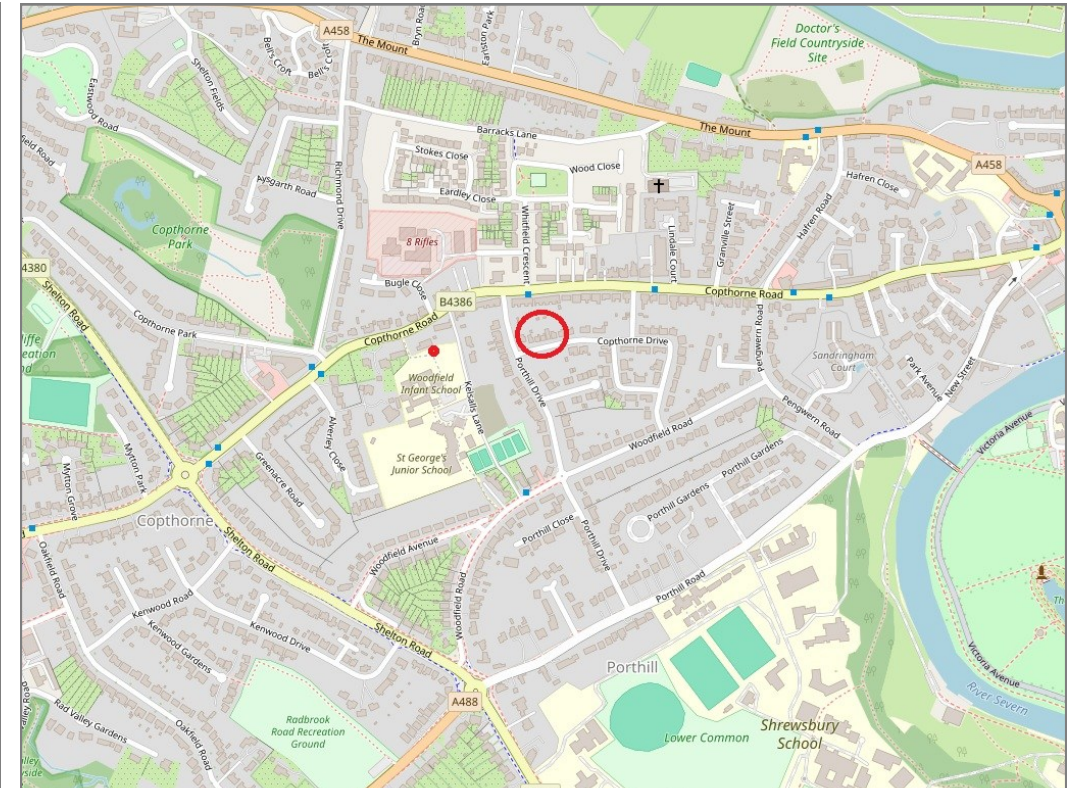 A458
The Mount
Bryn Road
Bell's Croft
Bell's Croft
Shelton Fields
Eastwood Road
Aysgarth Road
Richmond Drive
Doctor's
Field Countryside
Site
Barracks Lane
The Mount
A458
Stokes Close
Wood Close
Eardley Close
Hafren Close
Hafren Road
Whitfield Crescent
Lindale Court
Granville Street
8 Rifles
Copthorne
Park
Bugle Close
B4386
Copthorne Road
Copthorne Road
4380
Shelton Road
Copthorne Park
Copthorne Drive
Pengwern Road
Sandringham
Court
Park Avenue
New Street
Woodfield
Infant School
Kelsalls Lane
Porthill Drive
Pengwern Road
Victoria Avenue
Alverley Close
Woodfield Road
Porthill Gardens
St George's
Junior School
Greenacre Road
Mytton Park
Mytton Grove
Porthill Gardens
Copthorne
Shelton Road
Porthill Close
Porthill Drive
Woodfield Avenue
Oakfield Road
Woodfield Road
Porthill Road
Kenwood Road
Kenwood Drive
Kenwood Gardens
Shelton Road
Porthill
Victoria Avenue
River Severn
A488
Rad Valley Gardens
Oakfield Road
Radbrook
Road Recreation
Ground
Lower Common
Shrewsbury
School